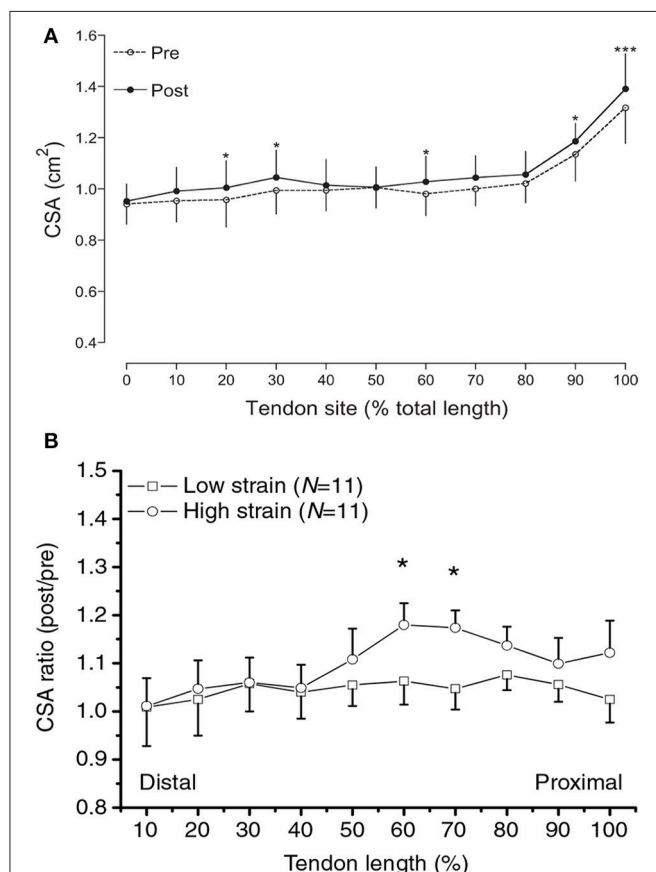 A
Pre
Post
CSA (cm²)
1.6
1.4
1.2
1.0
0.8
0.6
0.4
* * * * ***
0 10 20 30 40 50 60 70 80 90 100
Tendon site (% total length)
B
Low strain (N=11)
High strain (N=11)
CSA ratio (post/pre)
1.5
1.4
1.3
1.2
1.1
1.0
0.9
0.8
* *
Distal Proximal
10 20 30 40 50 60 70 80 90 100
Tendon length (%)